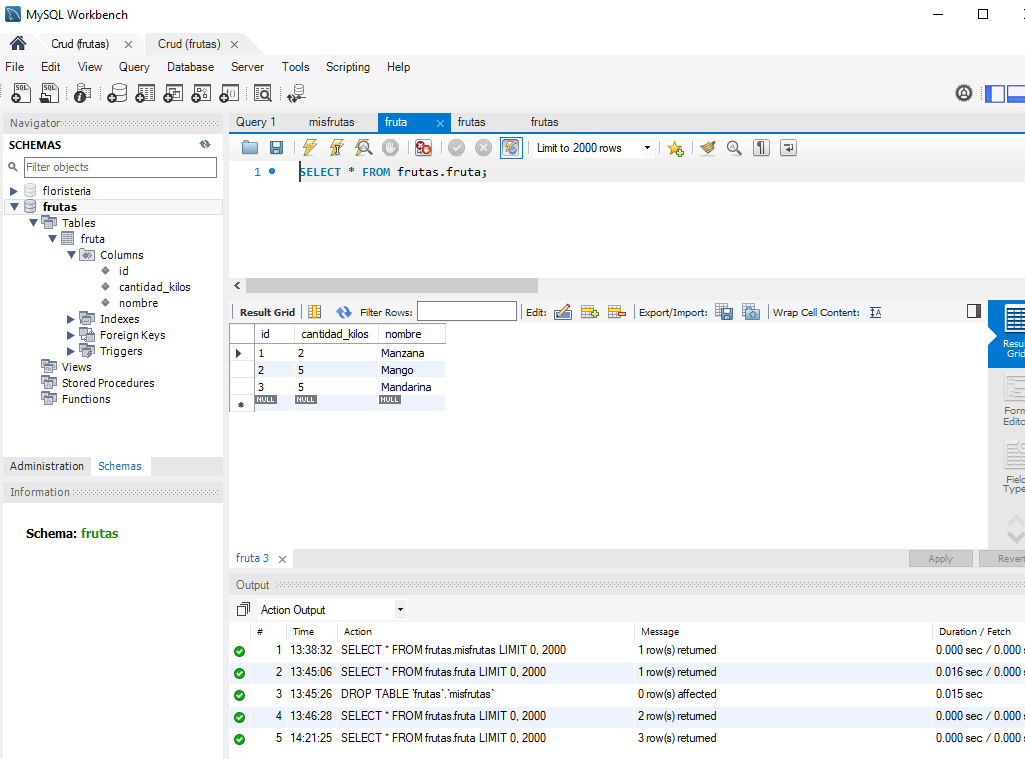 MySQL Workbench
Crud (frutas) Crud (frutas)
File Edit View Query Database Server Tools Scripting Help
Navigator
SCHEMAS
Filter objects
floristeria
frutas
Tables
fruta
Columns
id
cantidad_kilos
nombre
Indexes
Foreign Keys
Triggers
Views
Stored Procedures
Functions
Administration Schemas
Information
Schema: frutas
Query 1 misfrutas fruta frutas frutas
Limit to 2000 rows
1 SELECT * FROM frutas.fruta;
Result Grid Filter Rows: Edit: Export/Import: Wrap Cell Content:
id cantidad_kilos nombre
1 2 Manzana
2 5 Mango
3 5 Mandarina
NULL NULL NULL
Resu
Grid
Form
Edito
Field
Type
fruta 3 Apply Revert
Output
Action Output
# Time Action Message Duration / Fetch
1 13:38:32 SELECT * FROM frutas.misfrutas LIMIT 0, 2000 1 row(s) returned 0.000 sec / 0.000
2 13:45:06 SELECT * FROM frutas.fruta LIMIT 0, 2000 1 row(s) returned 0.016 sec / 0.000
3 13:45:26 DROP TABLE `frutas`.`misfrutas` 0 row(s) affected 0.015 sec
4 13:46:28 SELECT * FROM frutas.fruta LIMIT 0, 2000 2 row(s) returned 0.000 sec / 0.000
5 14:21:25 SELECT * FROM frutas.fruta LIMIT 0, 2000 3 row(s) returned 0.000 sec / 0.000